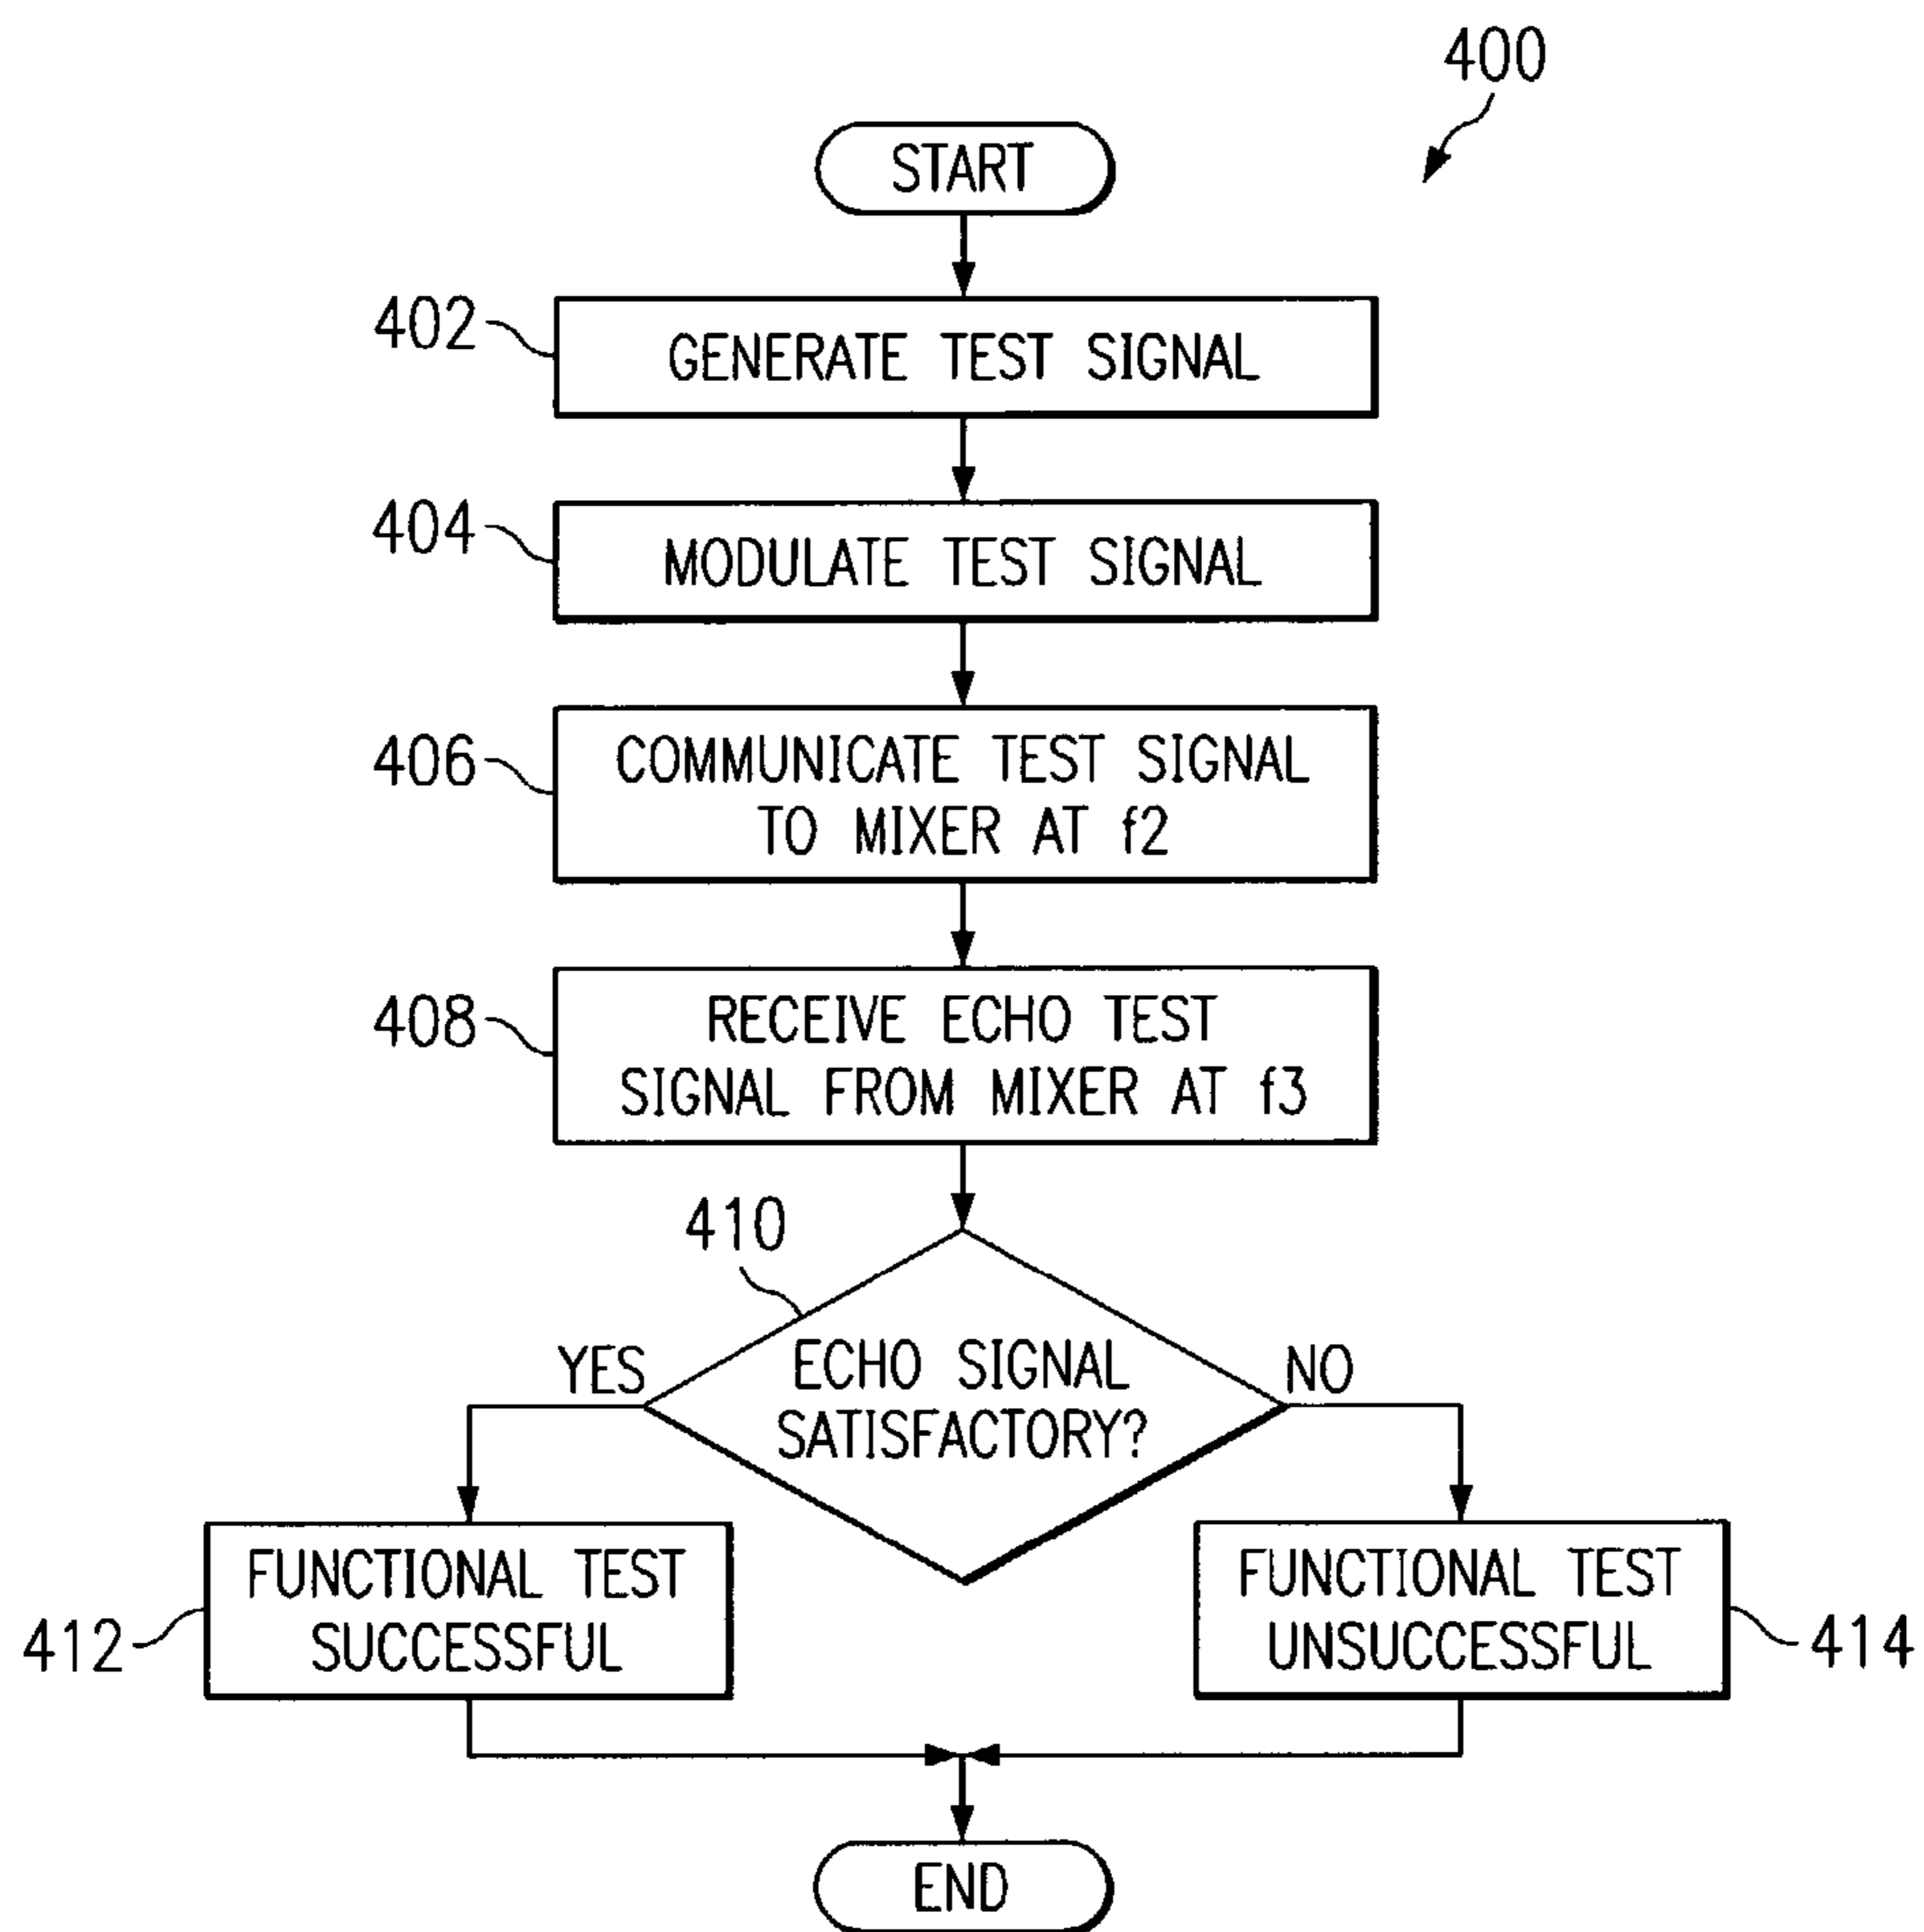 400
START
402
GENERATE TEST SIGNAL
404
MODULATE TEST SIGNAL
406
COMMUNICATE TEST SIGNAL
TO MIXER AT f2
408
RECEIVE ECHO TEST
SIGNAL FROM MIXER AT f3
410
YES
ECHO SIGNAL
SATISFACTORY?
NO
FUNCTIONAL TEST
SUCCESSFUL
412
FUNCTIONAL TEST
UNSUCCESSFUL
414
END